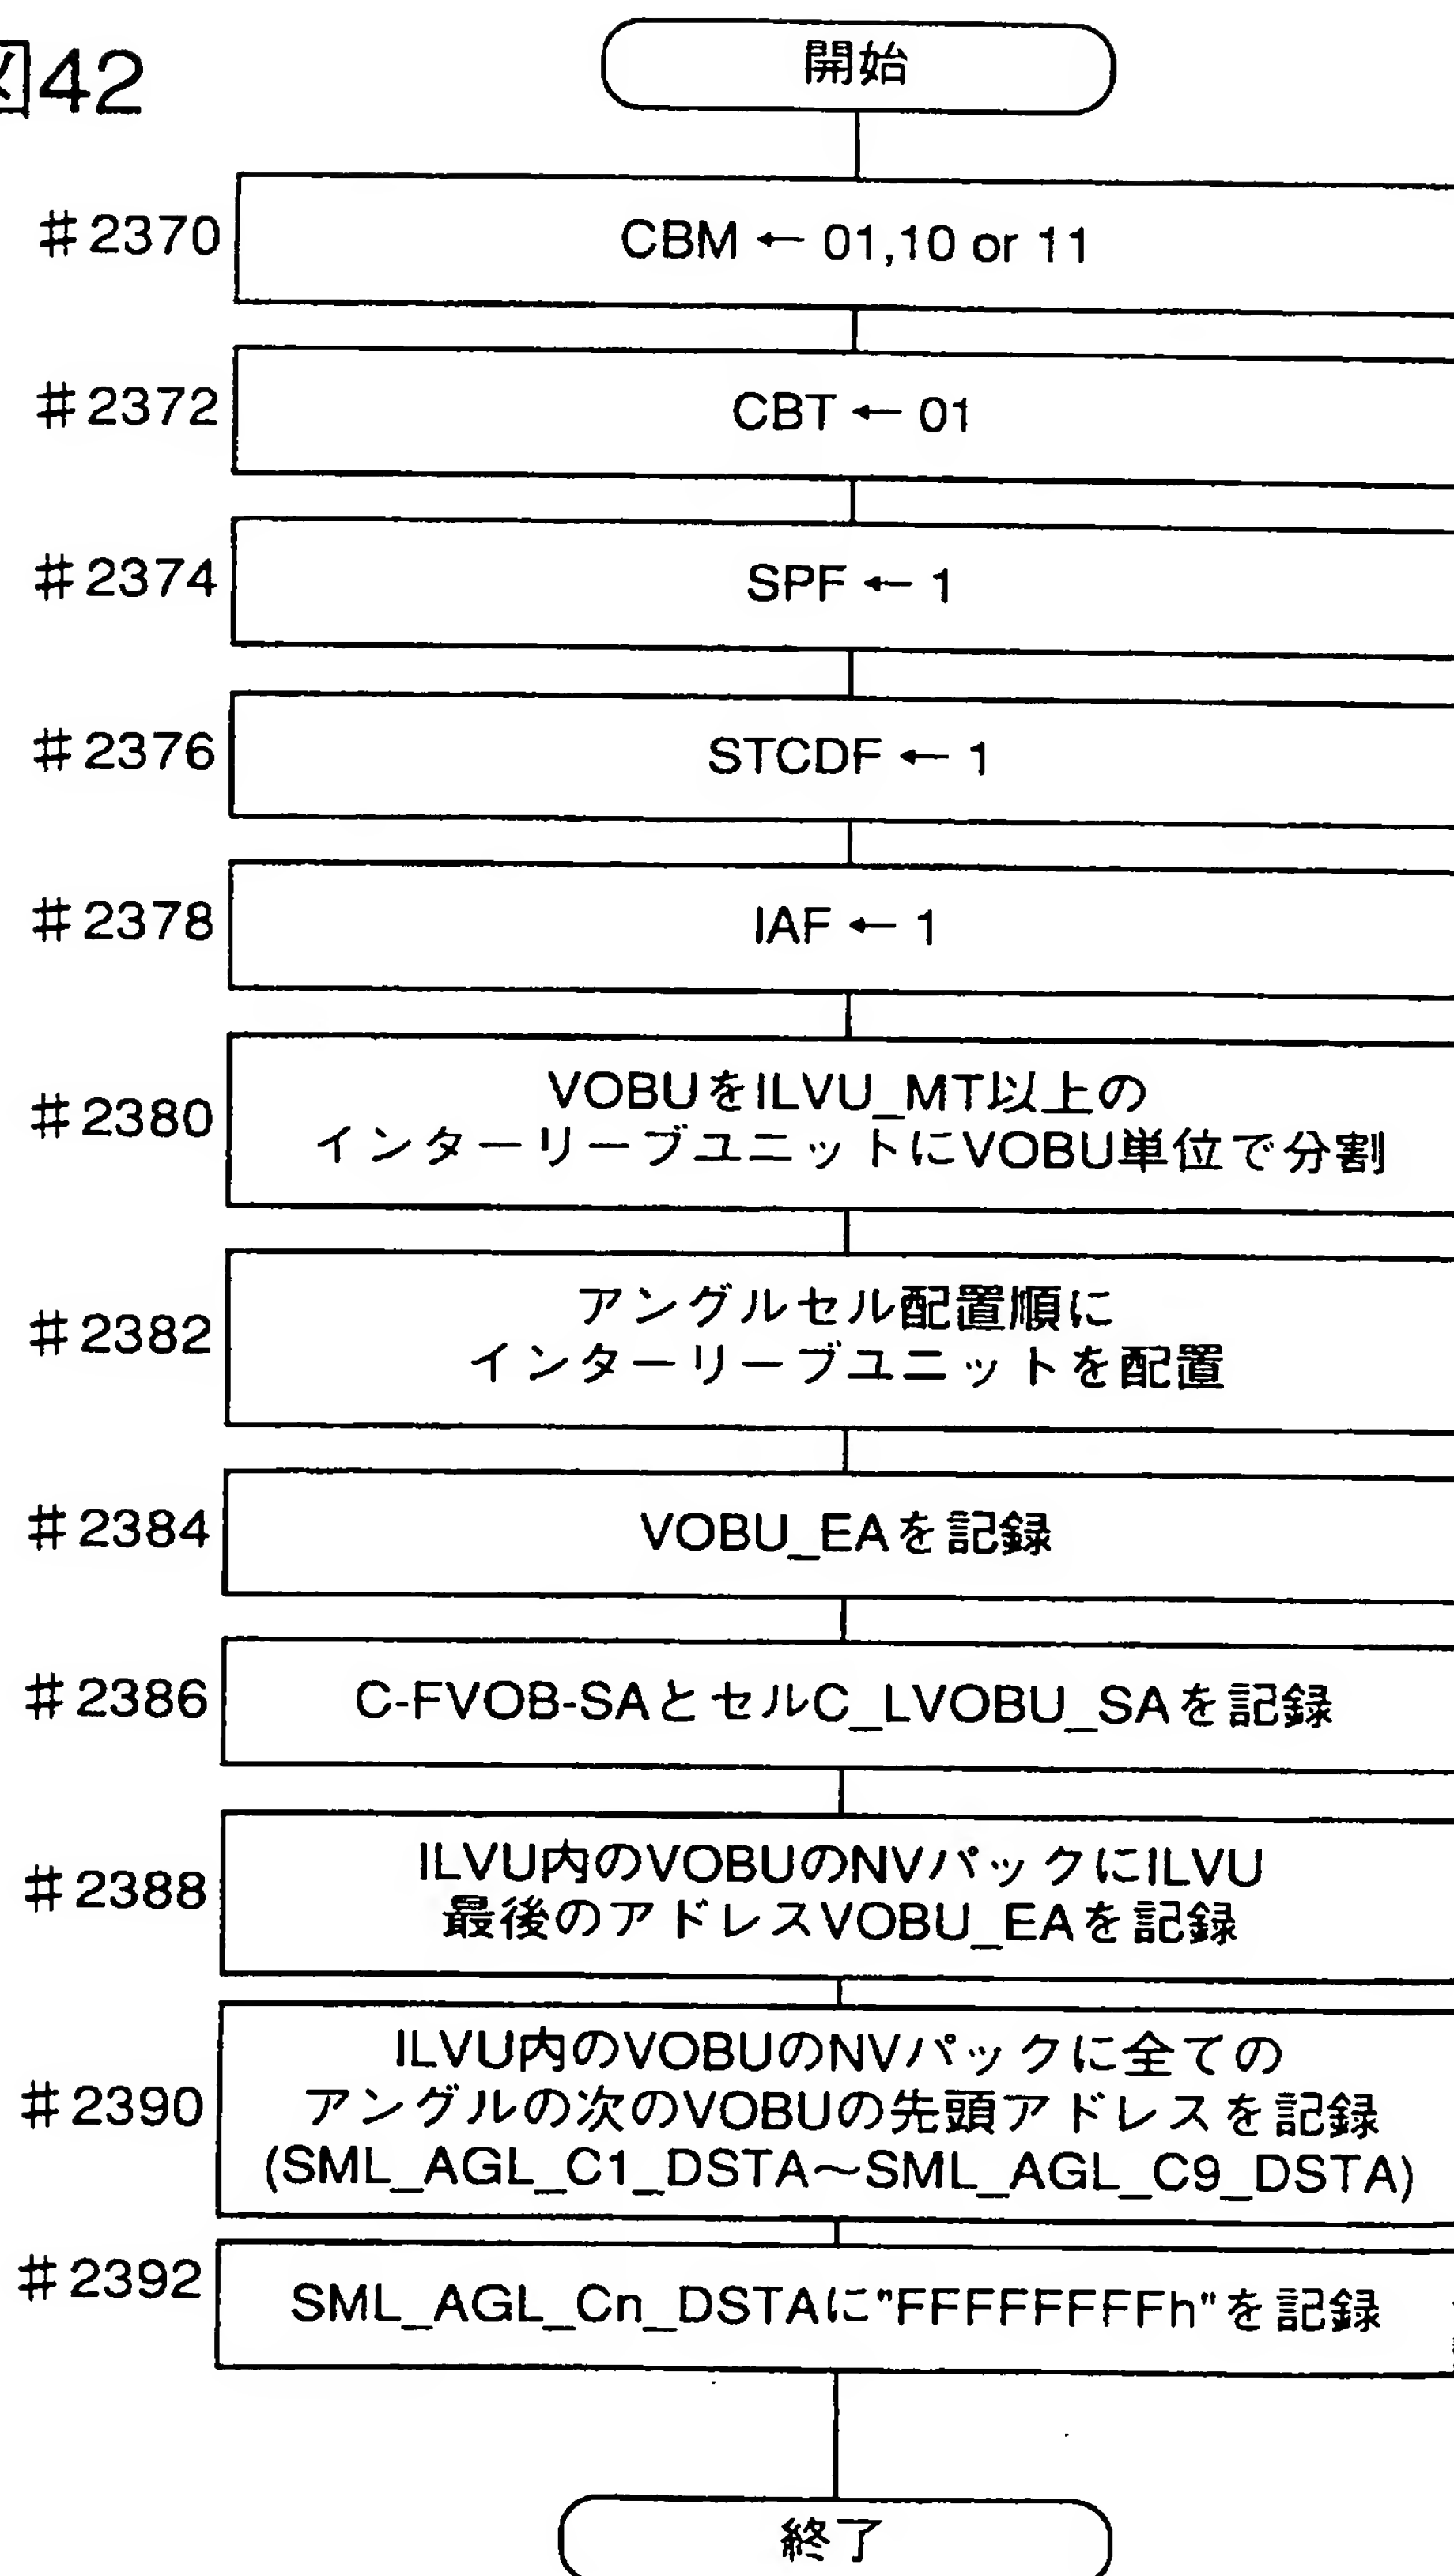 図42
開始
#2370
CBM ← 01,10 or 11
#2372
CBT ← 01
#2374
SPF ← 1
#2376
STCDF ← 1
#2378
IAF ← 1
#2380
VOBUをILVU_MT以上の
インターリーブユニットにVOBU単位で分割
#2382
アングルセル配置順に
インターリーブユニットを配置
#2384
VOBU_EAを記録
#2386
C-FVOB-SAとセルC_LVOBU_SAを記録
#2388
ILVU内のVOBUのNVパックにILVU
最後のアドレスVOBU_EAを記録
#2390
ILVU内のVOBUのNVパックに全ての
アングルの次のVOBUの先頭アドレスを記録
(SML_AGL_C1_DSTA〜SML_AGL_C9_DSTA)
#2392
SML_AGL_Cn_DSTAに"FFFFFFFFh"を記録
終了